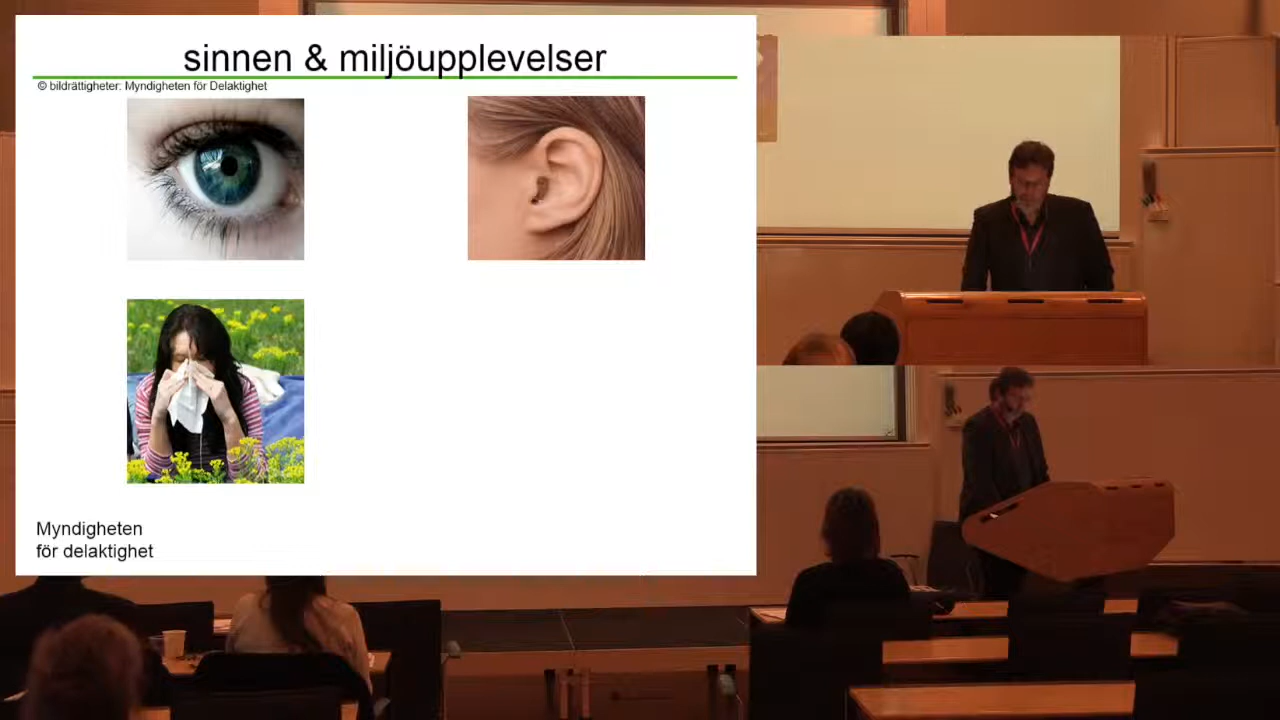 sinnen & miljöupplevelser
© bildrättigheter: Myndigheten för Delaktighet
Myndigheten
för delaktighet